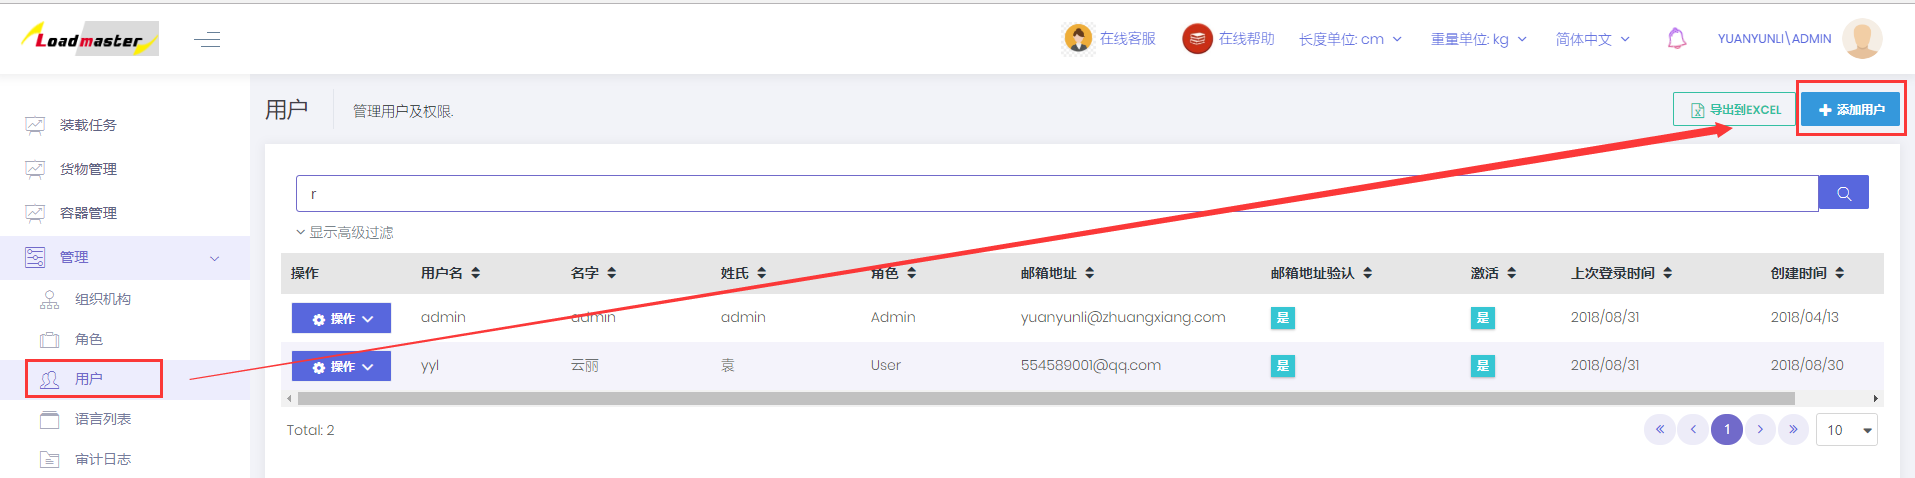 Loadmaster
在线客服
在线帮助
长度单位: cm
重量单位: kg
简体中文
YUANYUNLI\ADMIN
装载任务
货物管理
容器管理
管理
组织机构
角色
用户
语言列表
审计日志
用户
管理用户及权限.
导出到EXCEL
添加用户
r
显示高级过滤
操作 用户名 名字 姓氏 角色 邮箱地址 邮箱地址验认 激活 上次登录时间 创建时间
操作 admin admin admin Admin yuanyunli@zhuangxiang.com 是 是 2018/08/31 2018/04/13
操作 yyl 云丽 袁 User 554589001@qq.com 是 是 2018/08/31 2018/08/30
Total: 2
« ‹ 1 › » 10